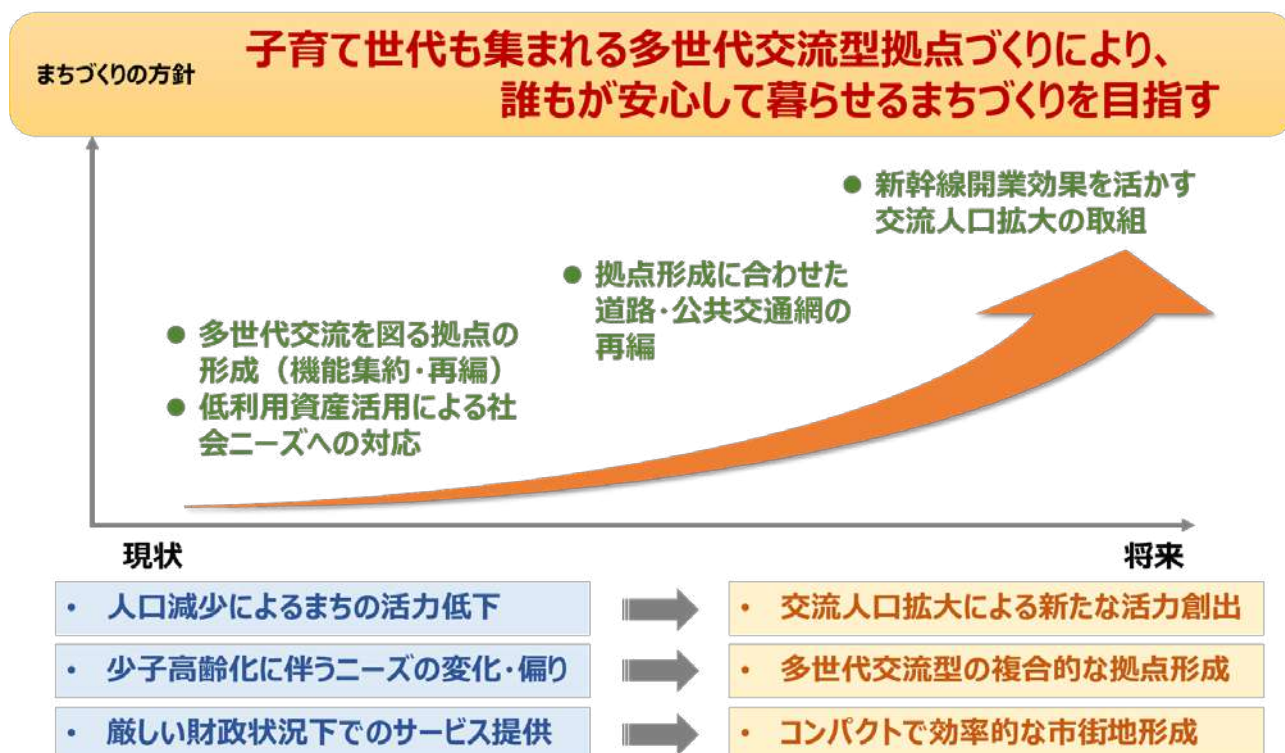 まちづくりの方針
子育て世代も集まれる多世代交流型拠点づくりにより、
誰もが安心して暮らせるまちづくりを目指す
● 新幹線開業効果を活かす
交流人口拡大の取組
● 拠点形成に合わせた
道路・公共交通網の
再編
● 多世代交流を図る拠点の
形成（機能集約・再編）
● 低利用資産活用による社
会ニーズへの対応
現状
将来
・ 人口減少によるまちの活力低下
・ 交流人口拡大による新たな活力創出
・ 少子高齢化に伴うニーズの変化・偏り
・ 多世代交流型の複合的な拠点形成
・ 厳しい財政状況下でのサービス提供
・ コンパクトで効率的な市街地形成